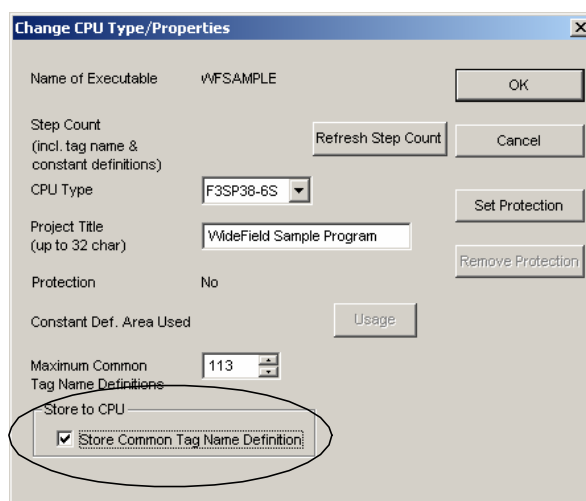 Change CPU Type/Properties
Name of Executable WFSAMPLE
OK
Step Count
(incl. tag name &
constant definitions)
Refresh Step Count
Cancel
CPU Type F3SP38-6S
Set Protection
Project Title
(up to 32 char)
WideField Sample Program
Remove Protection
Protection No
Constant Def. Area Used
Usage
Maximum Common
Tag Name Definitions
113
Store to CPU
Store Common Tag Name Definition